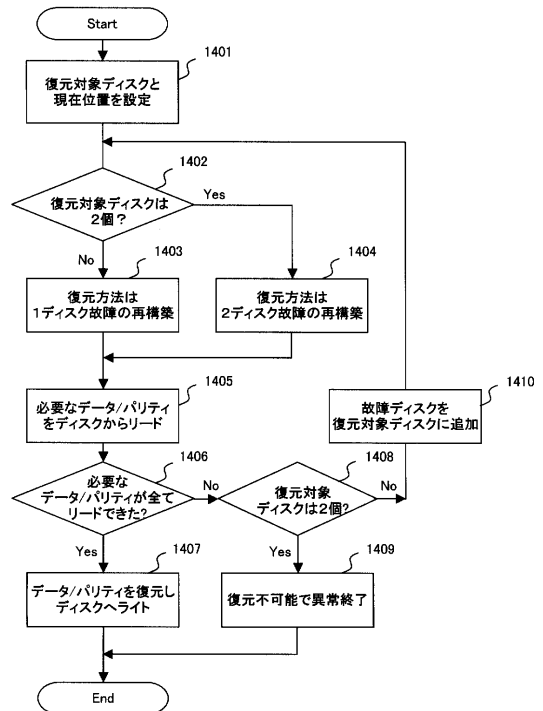 Start
1401
復元対象ディスクと
現在位置を設定
1402
復元対象ディスクは
2個?
Yes
No
1403
復元方法は
1ディスク故障の再構築
1404
復元方法は
2ディスク故障の再構築
1405
必要なデータ/パリティ
をディスクからリード
1410
故障ディスクを
復元対象ディスクに追加
1406
必要な
データ/パリティが全て
リードできた?
No
1408
復元対象
ディスクは2個?
No
Yes
1407
データ/パリティを復元し
ディスクへライト
Yes
1409
復元不可能で異常終了
End